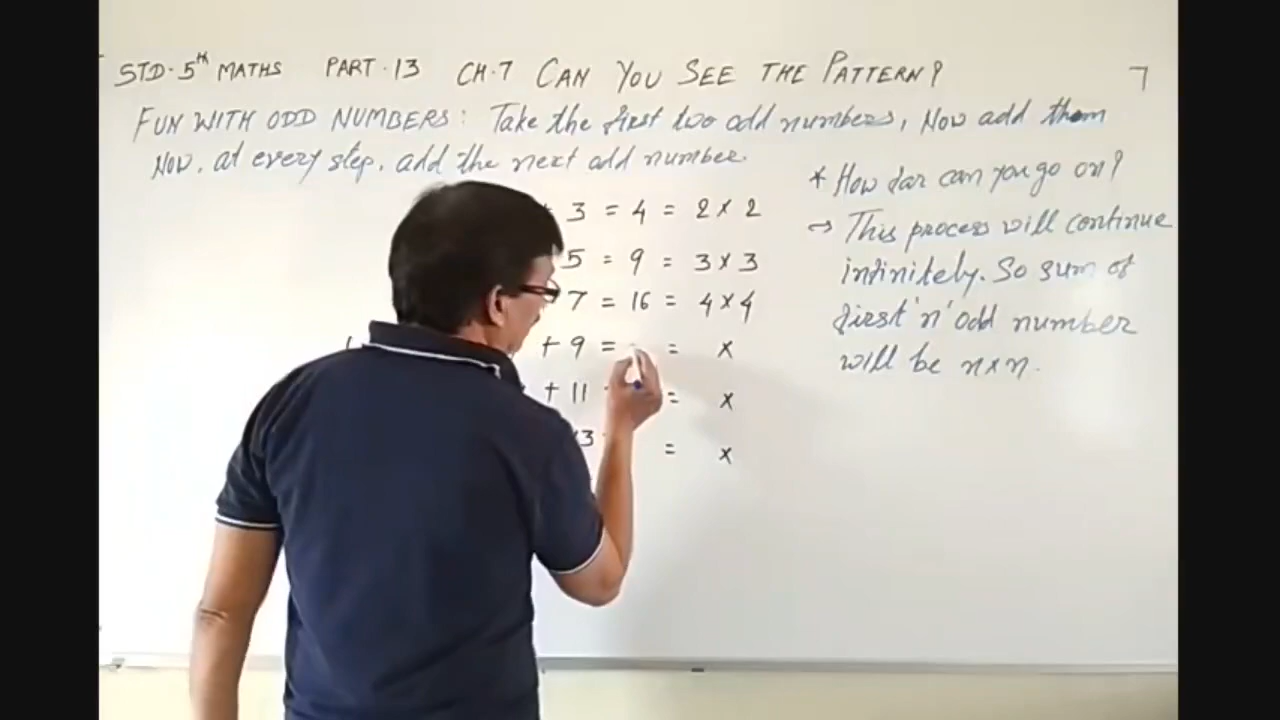 STD. 5th MATHS PART. 13 CH. 7 CAN YOU SEE THE PATTERN? 7
FUN WITH ODD NUMBERS: Take the first two odd numbers, Now add them
Now, at every step, add the next odd number.
+ 3 = 4 = 2 × 2
5 = 9 = 3 × 3
7 = 16 = 4 × 4
+ 9 = = ×
+ 11 = ×
13 = ×
* How far can you go on?
→ This process will continue
infinitely. So sum of
first 'n' odd number
will be n×n.